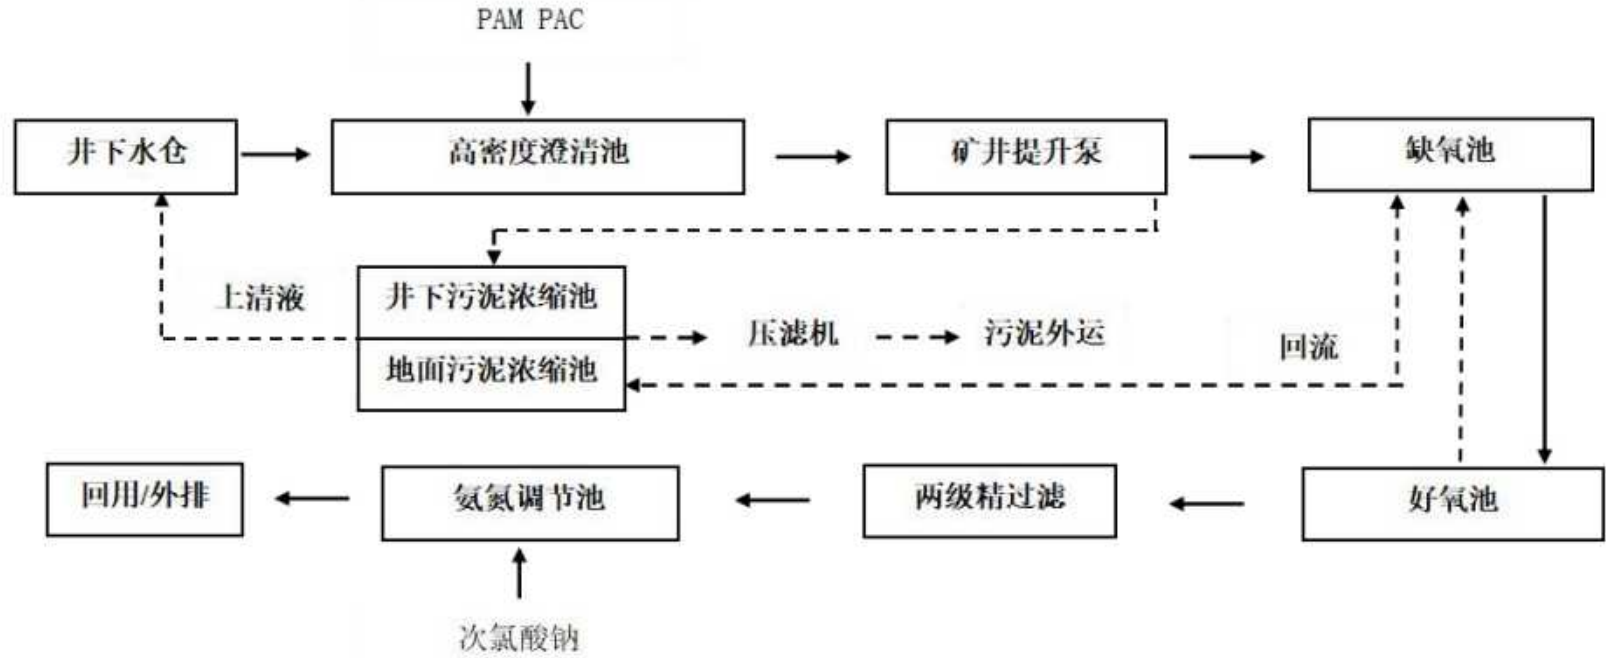 PAM PAC
井下水仓
高密度澄清池
矿井提升泵
缺氧池
上清液
井下污泥浓缩池
地面污泥浓缩池
压滤机
污泥外运
回流
回用/外排
氨氮调节池
两级精过滤
好氧池
次氯酸钠